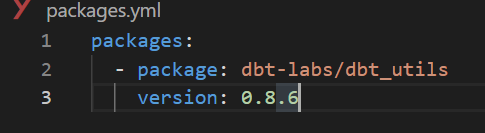 packages.yml
1 packages:
2   - package: dbt-labs/dbt_utils
3     version: 0.8.6